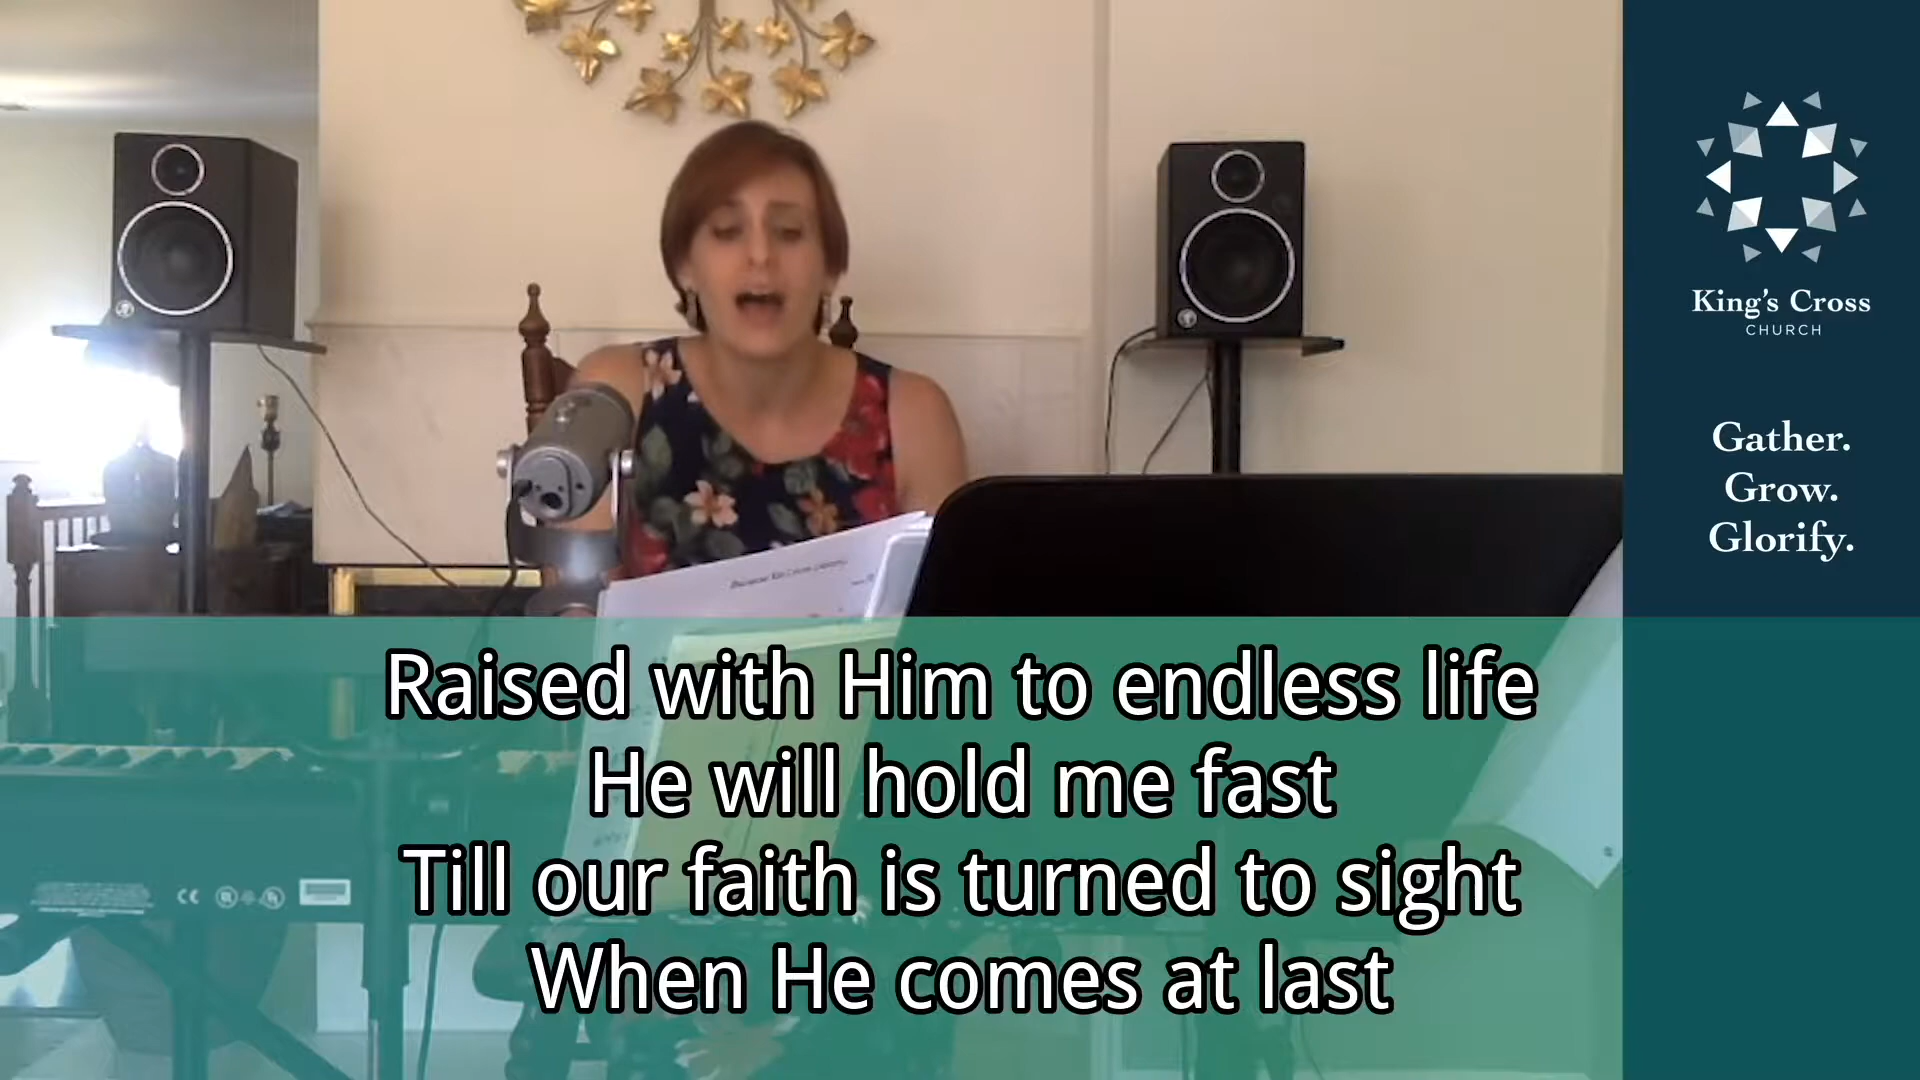 King's Cross
CHURCH
Gather.
Grow.
Glorify.
Raised with Him to endless life
He will hold me fast
Till our faith is turned to sight
When He comes at last